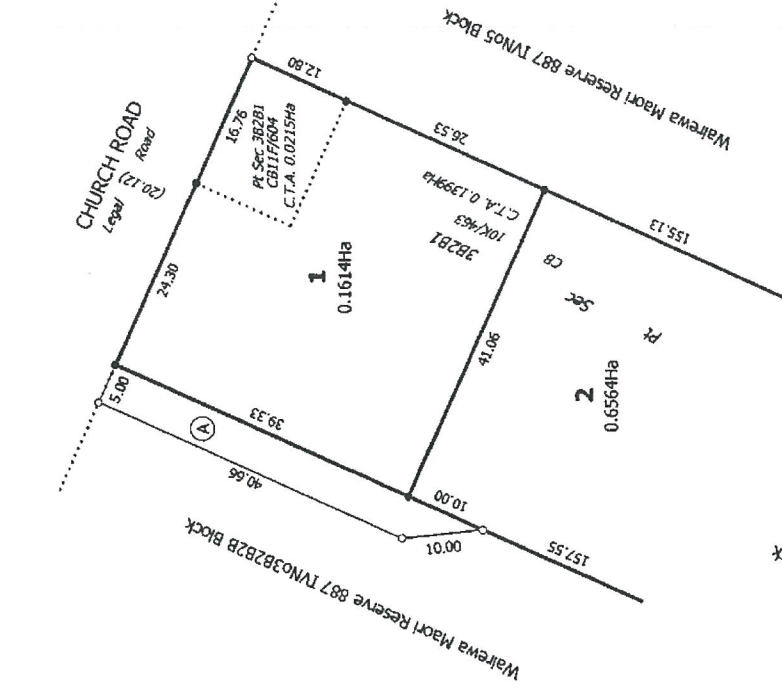 Wairewa Maori Reserve 887 IVNo5 Block
CHURCH ROAD
Legal (20.12) Road
12.80
16.76
Pt Sec 3B2B1
CB11F/604
C.T.A. 0.0215Ha
26.53
24.30
1
0.1614Ha
3B2B1
10K/463
C.T.A. 0.1399Ha
155.13
CB
Sec
Pt
41.06
2
0.6564Ha
5.00
A
39.33
40.66
10.00
10.00
157.55
Wairewa Maori Reserve 887 IVNo3B2B2B Block